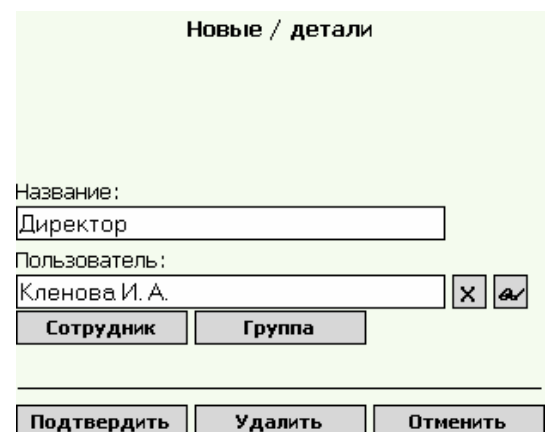 Новые / детали
Название:
Директор
Пользователь:
Кленова И. А. X
Сотрудник Группа
Подтвердить Удалить Отменить